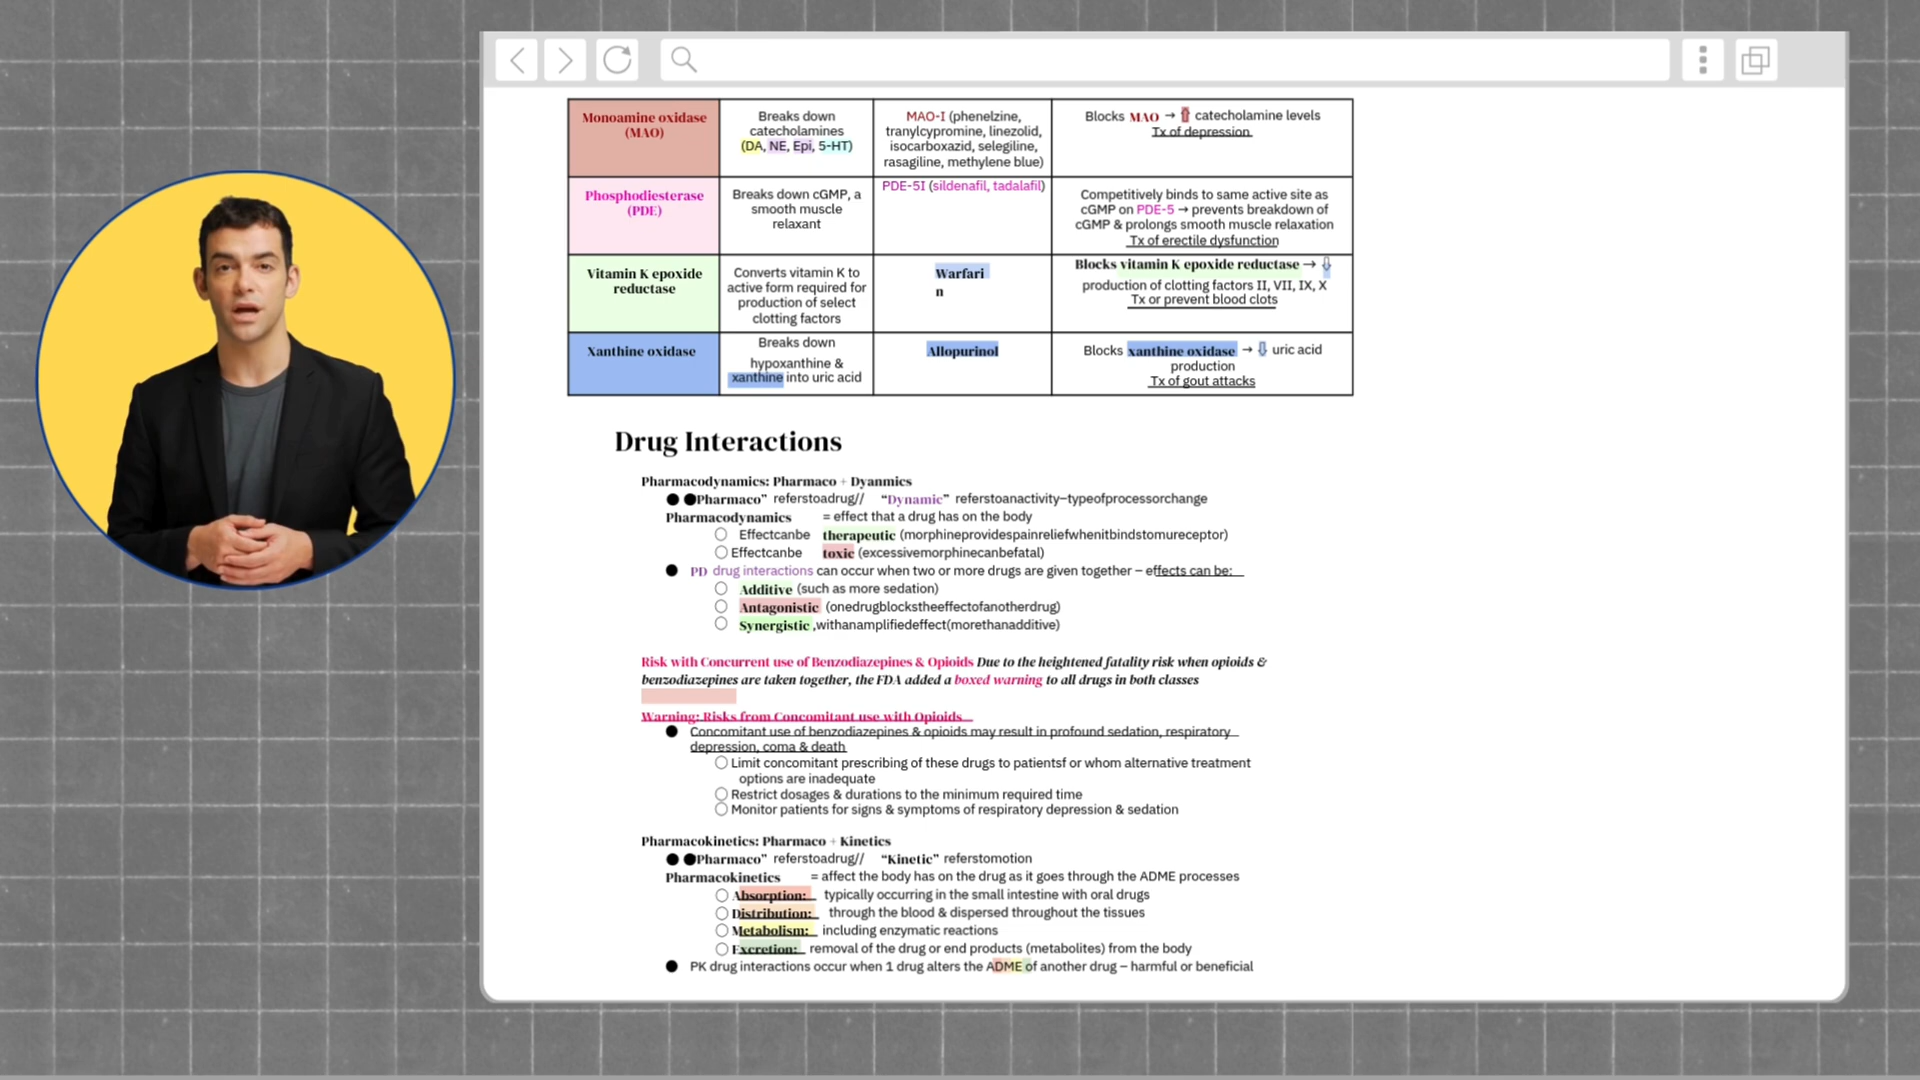 Monoamine oxidase
(MAO)
Breaks down
catecholamines
(DA, NE, Epi, 5-HT)
MAO-I (phenelzine,
tranylcypromine, linezolid,
isocarboxazid, selegiline,
rasagiline, methylene blue)
Blocks MAO → ⇧ catecholamine levels
Tx of depression
Phosphodiesterase
(PDE)
Breaks down cGMP, a
smooth muscle
relaxant
PDE-5I (sildenafil, tadalafil)
Competitively binds to same active site as
cGMP on PDE-5 → prevents breakdown of
cGMP & prolongs smooth muscle relaxation
Tx of erectile dysfunction
Vitamin K epoxide
reductase
Converts vitamin K to
active form required for
production of select
clotting factors
Warfari
n
Blocks vitamin K epoxide reductase → ⇩
production of clotting factors II, VII, IX, X
Tx or prevent blood clots
Xanthine oxidase
Breaks down
hypoxanthine &
xanthine into uric acid
Allopurinol
Blocks xanthine oxidase → ⇩ uric acid
production
Tx of gout attacks
Drug Interactions
Pharmacodynamics: Pharmaco + Dyanmics
● ●Pharmaco” referstoadrug// “Dynamic” referstoanactivity–typeofprocessorchange
Pharmacodynamics = effect that a drug has on the body
○ Effectcanbe therapeutic (morphineprovidespainreliefwhenitbindstomureceptor)
○ Effectcanbe toxic (excessivemorphinecanbefatal)
● PD drug interactions can occur when two or more drugs are given together – effects can be:
○ Additive (such as more sedation)
○ Antagonistic (onedrugblockstheeffectofanotherdrug)
○ Synergistic ,withanamplifiedeffect(morethanadditive)
Risk with Concurrent use of Benzodiazepines & Opioids Due to the heightened fatality risk when opioids &
benzodiazepines are taken together, the FDA added a boxed warning to all drugs in both classes
Warning: Risks from Concomitant use with Opioids
● Concomitant use of benzodiazepines & opioids may result in profound sedation, respiratory
depression, coma & death
○ Limit concomitant prescribing of these drugs to patientsf or whom alternative treatment
options are inadequate
○ Restrict dosages & durations to the minimum required time
○ Monitor patients for signs & symptoms of respiratory depression & sedation
Pharmacokinetics: Pharmaco + Kinetics
● ●Pharmaco” referstoadrug// “Kinetic” referstomotion
Pharmacokinetics = affect the body has on the drug as it goes through the ADME processes
○ Absorption: typically occurring in the small intestine with oral drugs
○ Distribution: through the blood & dispersed throughout the tissues
○ Metabolism: including enzymatic reactions
○ Excretion: removal of the drug or end products (metabolites) from the body
● PK drug interactions occur when 1 drug alters the ADME of another drug – harmful or beneficial